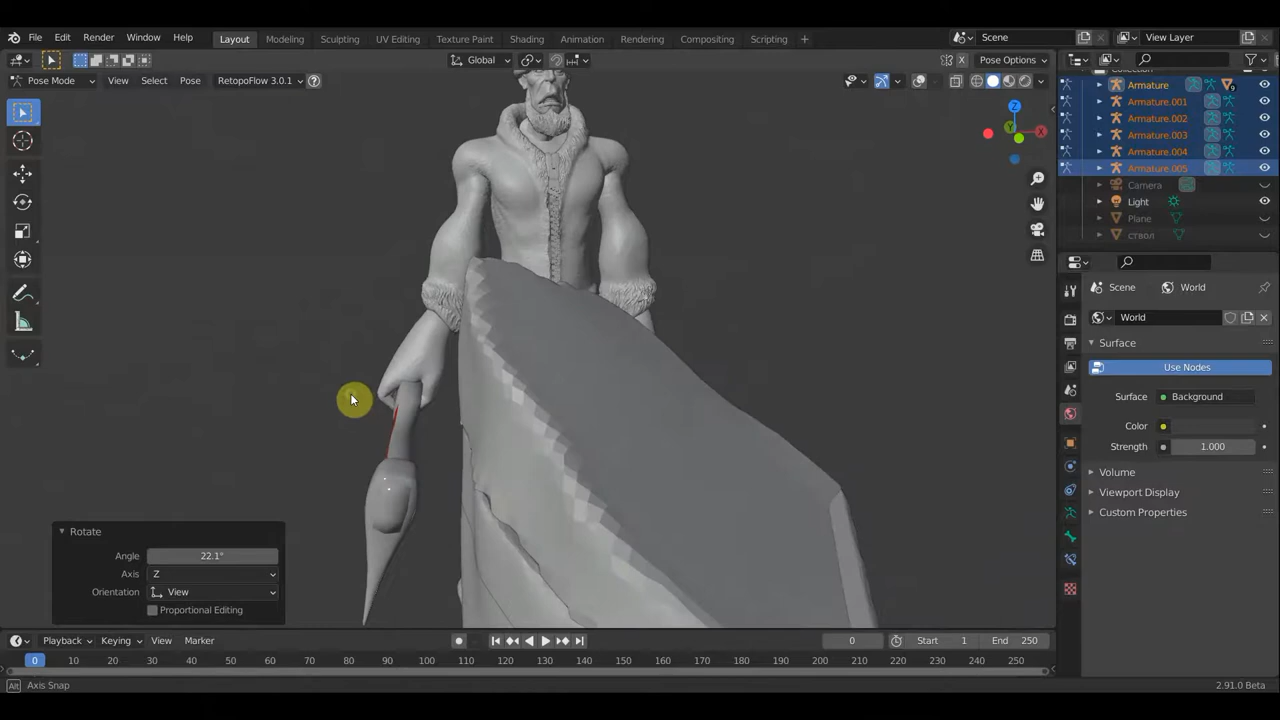 File Edit Render Window Help Layout Modeling Sculpting UV Editing Texture Paint Shading Animation Rendering Compositing Scripting + Scene View Layer
Global Pose Options
Pose Mode View Select Pose RetopoFlow 3.0.1
Armature 9
Armature.001
Armature.002
Armature.003
Armature.004
Armature.005
Camera
Light
Plane
ствол
Z
Y
X
Scene World
World
Surface
Use Nodes
Surface Background
Color
Strength 1.000
Volume
Viewport Display
Custom Properties
Rotate
Angle 22.1°
Axis Z
Orientation View
Proportional Editing
Playback Keying View Marker 0 Start 1 End 250
0 10 20 30 40 50 60 70 80 90 100 110 120 130 140 150 160 170 180 190 200 210 220 230 240 250
Alt Axis Snap 2.91.0 Beta